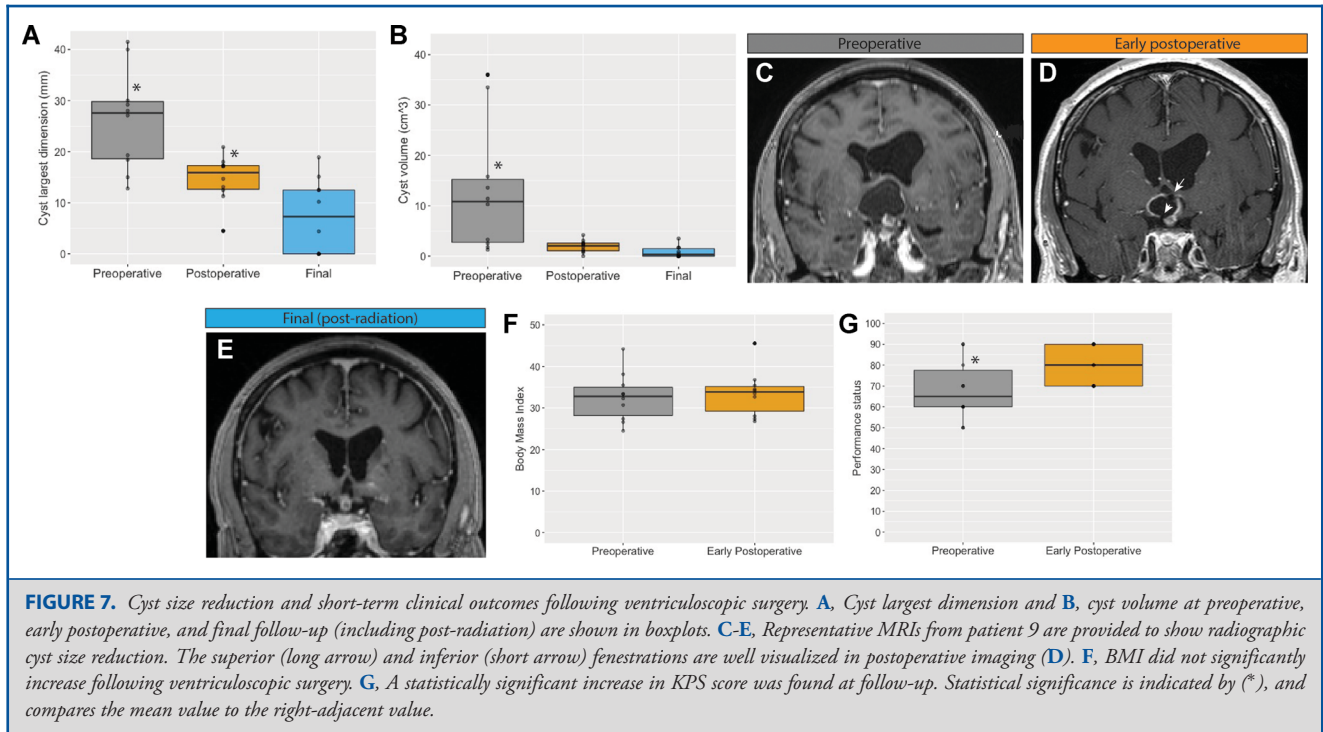 A
Cyst largest dimension (mm)
40
30
20
10
0
*
*
Preoperative Postoperative Final
B
Cyst volume (cm^3)
40
30
20
10
0
*
Preoperative Postoperative Final
Preoperative
C
Early postoperative
D
Final (post-radiation)
E
F
Body Mass Index
50
40
30
20
10
0
Preoperative Early Postoperative
G
Performance status
100
90
80
70
60
50
40
30
20
10
0
*
Preoperative Early Postoperative
FIGURE 7. Cyst size reduction and short-term clinical outcomes following ventriculoscopic surgery. A, Cyst largest dimension and B, cyst volume at preoperative,
early postoperative, and final follow-up (including post-radiation) are shown in boxplots. C-E, Representative MRIs from patient 9 are provided to show radiographic
cyst size reduction. The superior (long arrow) and inferior (short arrow) fenestrations are well visualized in postoperative imaging (D). F, BMI did not significantly
increase following ventriculoscopic surgery. G, A statistically significant increase in KPS score was found at follow-up. Statistical significance is indicated by (*), and
compares the mean value to the right-adjacent value.